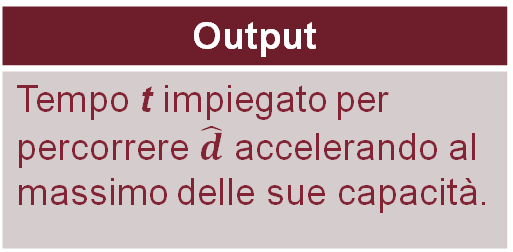 Output
Tempo t impiegato per
percorrere d̂ accelerando al
massimo delle sue capacità.